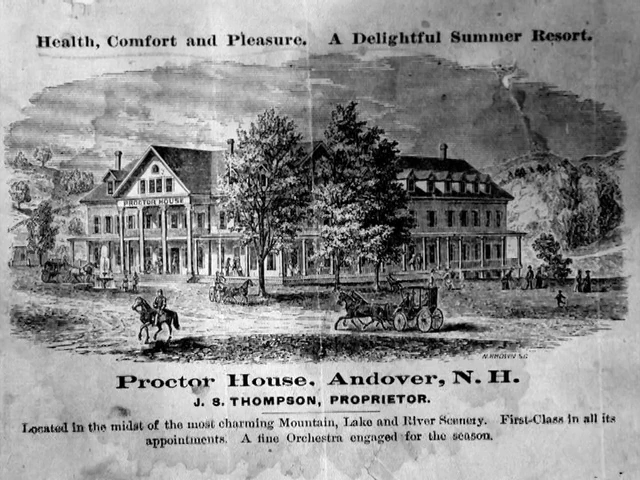 Health, Comfort and Pleasure. A Delightful Summer Resort.
PROCTOR HOUSE
Proctor House, Andover, N. H.
J. S. THOMPSON, PROPRIETOR.
Located in the midst of the most charming Mountain, Lake and River Scenery. First-Class in all its
appointments. A fine Orchestra engaged for the season.